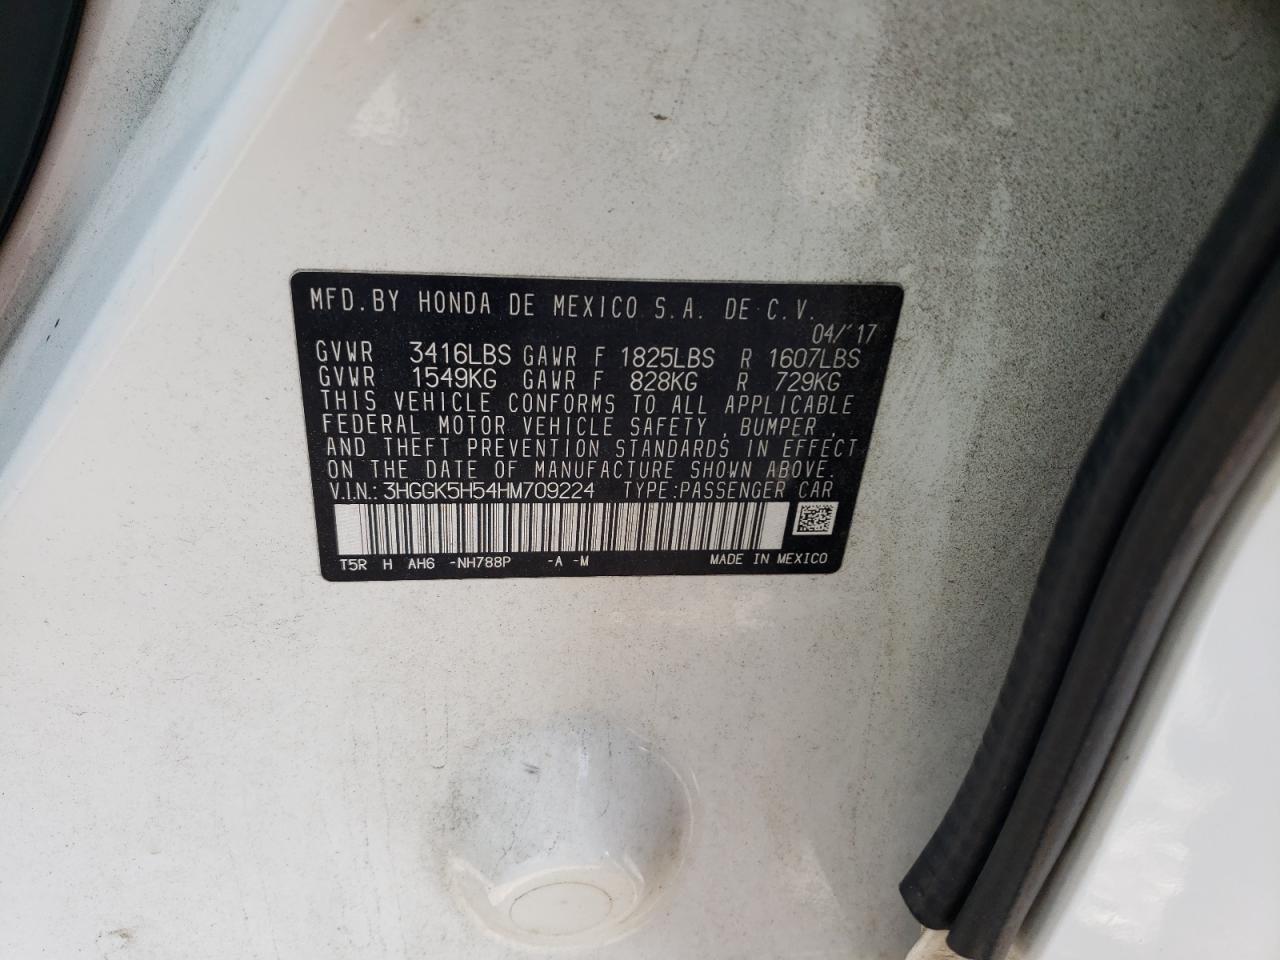 MFD. BY HONDA DE MEXICO S.A. DE C.V.
04/'17
GVWR 3416LBS GAWR F 1825LBS R 1607LBS
GVWR 1549KG GAWR F 828KG R 729KG
THIS VEHICLE CONFORMS TO ALL APPLICABLE
FEDERAL MOTOR VEHICLE SAFETY, BUMPER,
AND THEFT PREVENTION STANDARDS IN EFFECT
ON THE DATE OF MANUFACTURE SHOWN ABOVE.
V.I.N.: 3HGGK5H54HM709224 TYPE:PASSENGER CAR
T5R H AH6 -NH788P -A -M MADE IN MEXICO